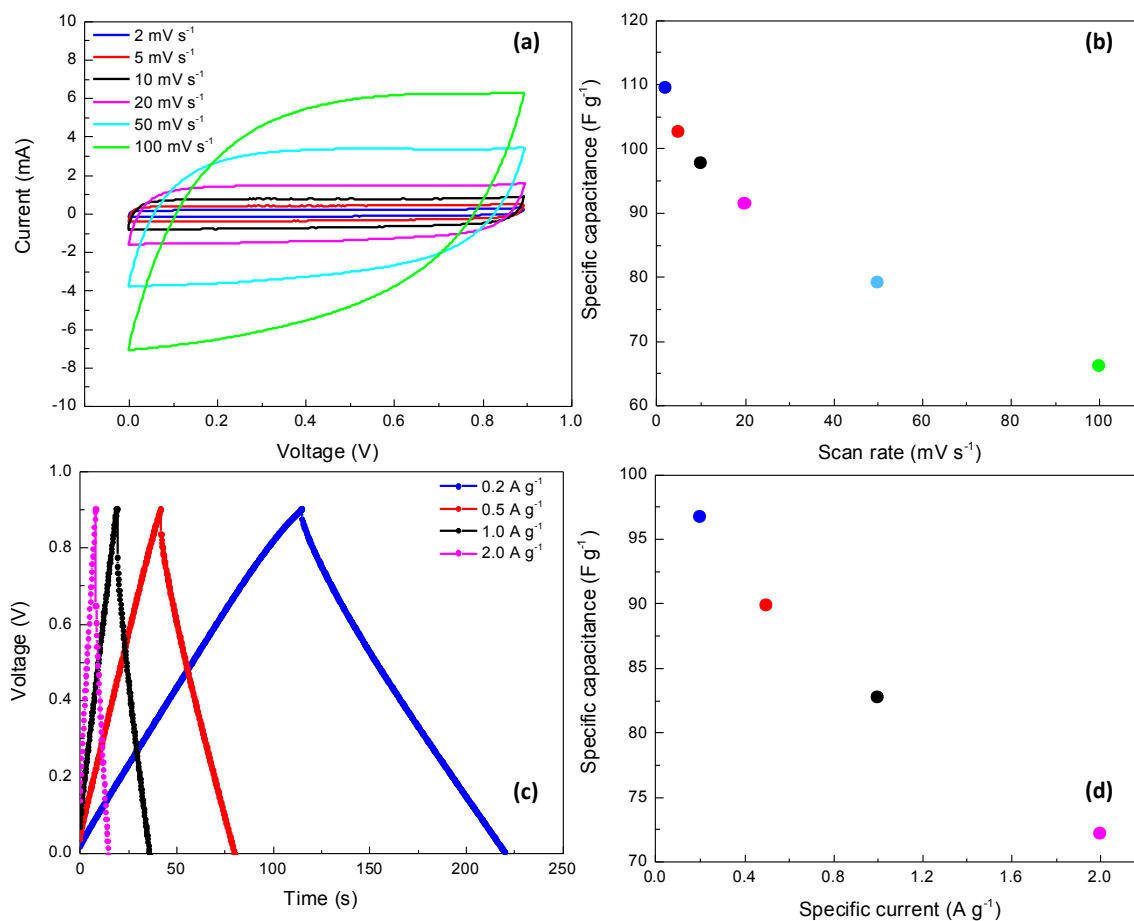 10
8
6
4
2
0
-2
-4
-6
-8
-10
Current (mA)
2 mV s⁻¹
5 mV s⁻¹
10 mV s⁻¹
20 mV s⁻¹
50 mV s⁻¹
100 mV s⁻¹
(a)
0.0 0.2 0.4 0.6 0.8 1.0
Voltage (V)
120
110
100
90
80
70
60
Specific capacitance (F g⁻¹)
(b)
0 20 40 60 80 100
Scan rate (mV s⁻¹)
1.0
0.8
0.6
0.4
0.2
0.0
Voltage (V)
0.2 A g⁻¹
0.5 A g⁻¹
1.0 A g⁻¹
2.0 A g⁻¹
(c)
0 50 100 150 200 250
Time (s)
100
95
90
85
80
75
70
Specific capacitance (F g⁻¹)
(d)
0.0 0.4 0.8 1.2 1.6 2.0
Specific current (A g⁻¹)